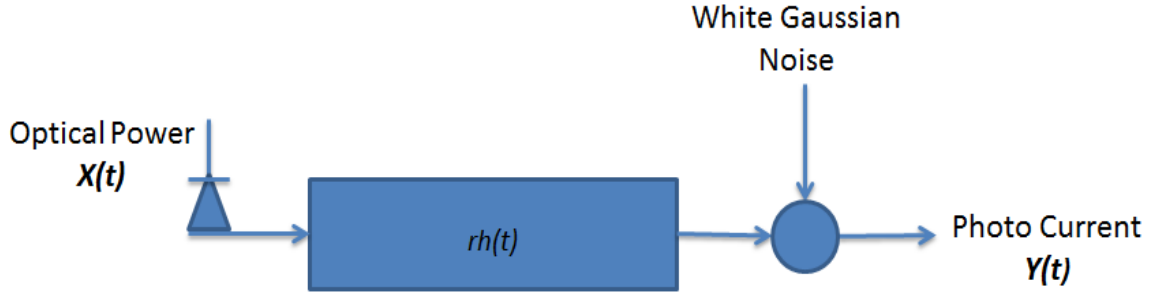 White Gaussian
Noise
Optical Power
X(t)
rh(t)
Photo Current
Y(t)